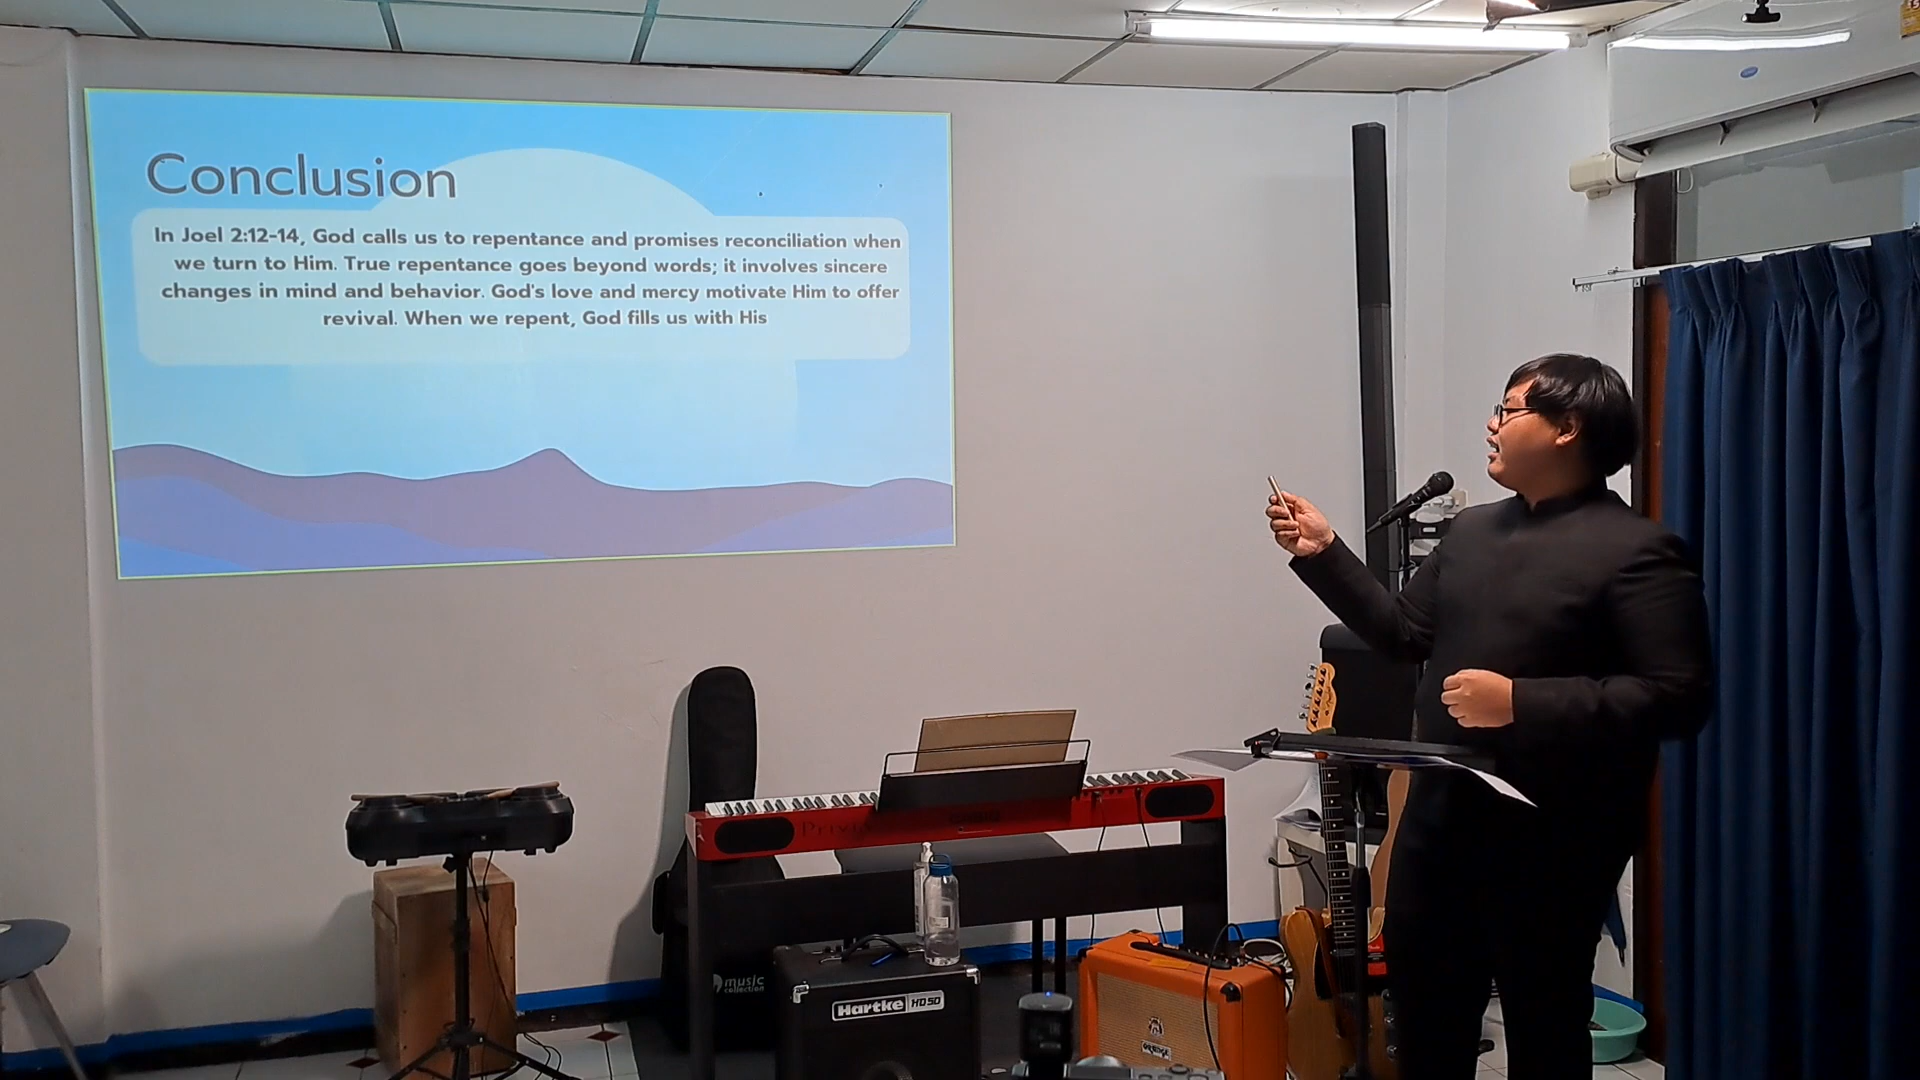 Conclusion
In Joel 2:12-14, God calls us to repentance and promises reconciliation when
we turn to Him. True repentance goes beyond words; it involves sincere
changes in mind and behavior. God's love and mercy motivate Him to offer
revival. When we repent, God fills us with His
music
collection
Hartke HD50
ORANGE